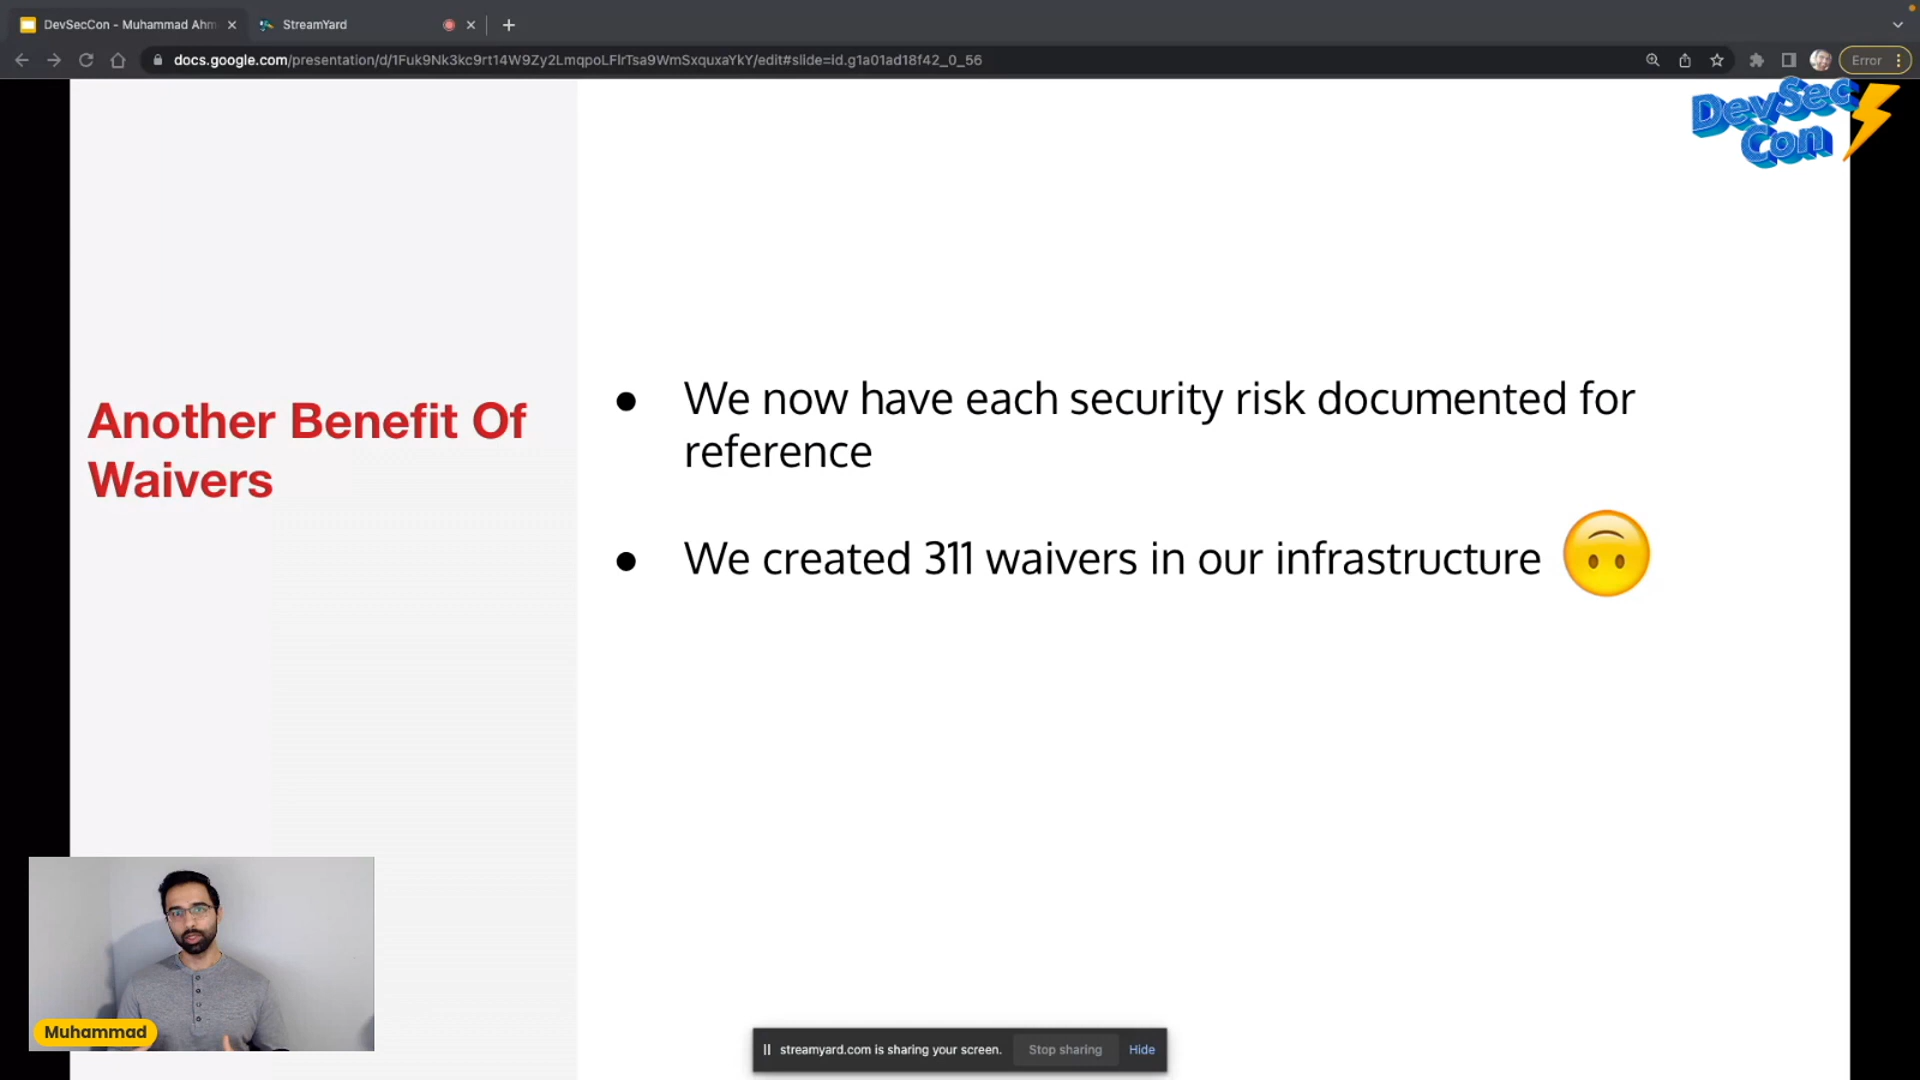 DevSecCon - Muhammad Ahm
StreamYard
docs.google.com/presentation/d/1Fuk9Nk3kc9rt14W9Zy2LmqpoLFlrTsa9WmSxquxaYkY/edit#slide=id.g1a01ad18f42_0_56
Error
DevSec
Con
Another Benefit Of
Waivers
● We now have each security risk documented for
reference
● We created 311 waivers in our infrastructure 🙃
Muhammad
streamyard.com is sharing your screen.
Stop sharing
Hide